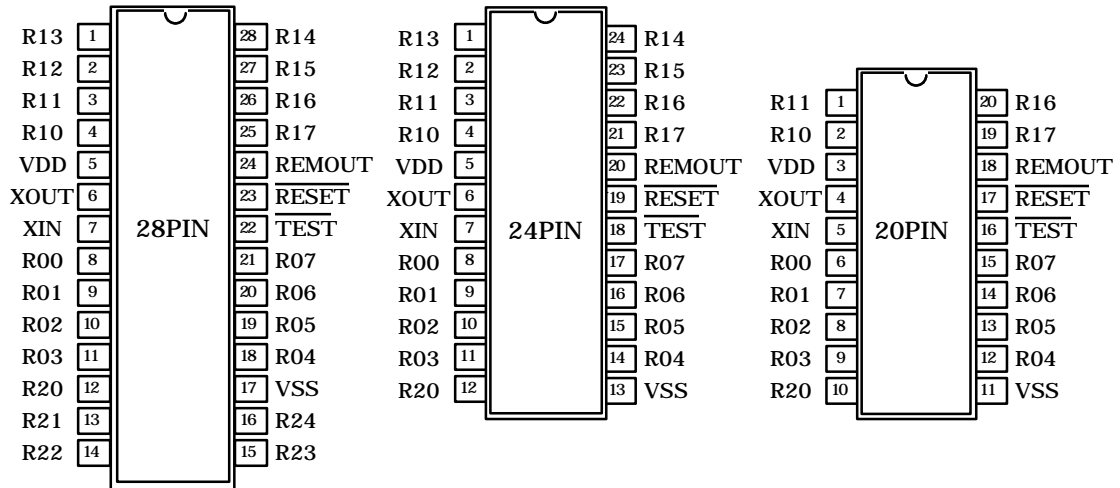 R13 1 28 R14
R12 2 27 R15
R11 3 26 R16
R10 4 25 R17
VDD 5 24 REMOUT
XOUT 6 23 RESET
XIN 7 22 TEST
R00 8 21 R07
R01 9 20 R06
R02 10 19 R05
R03 11 18 R04
R20 12 17 VSS
R21 13 16 R24
R22 14 15 R23
28PIN
R13 1 24 R14
R12 2 23 R15
R11 3 22 R16
R10 4 21 R17
VDD 5 20 REMOUT
XOUT 6 19 RESET
XIN 7 18 TEST
R00 8 17 R07
R01 9 16 R06
R02 10 15 R05
R03 11 14 R04
R20 12 13 VSS
24PIN
R11 1 20 R16
R10 2 19 R17
VDD 3 18 REMOUT
XOUT 4 17 RESET
XIN 5 16 TEST
R00 6 15 R07
R01 7 14 R06
R02 8 13 R05
R03 9 12 R04
R20 10 11 VSS
20PIN